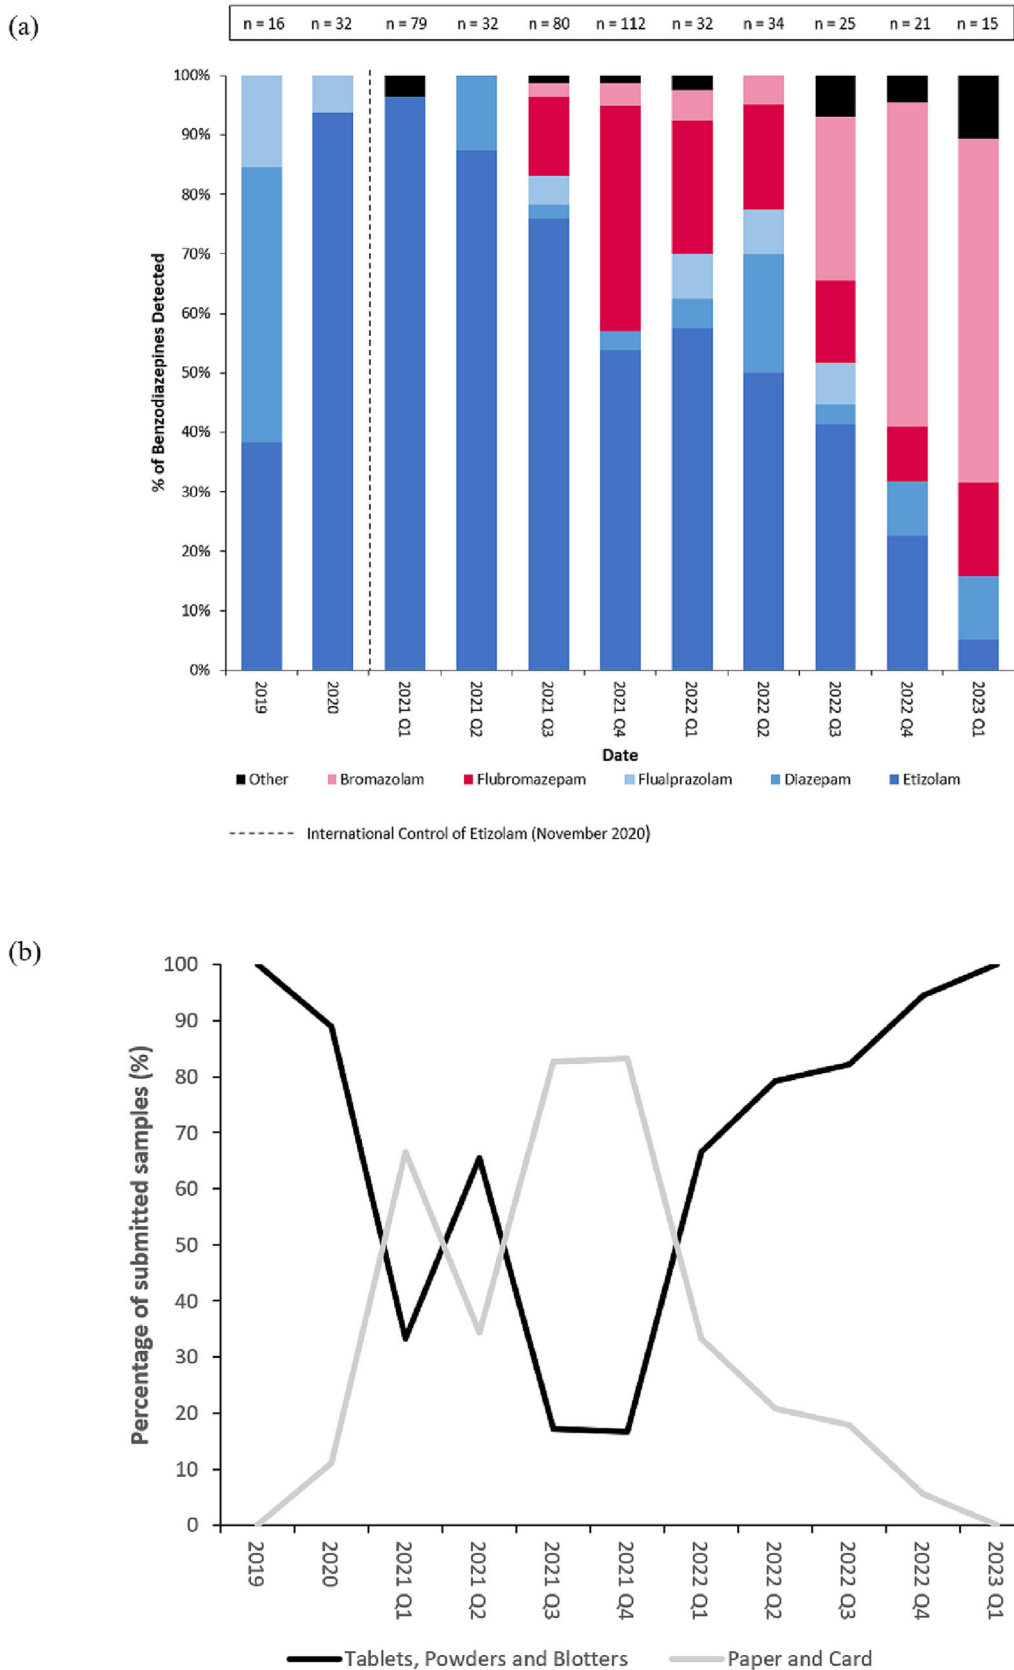 (a)
n = 16 n = 32 n = 79 n = 32 n = 80 n = 112 n = 32 n = 34 n = 25 n = 21 n = 15
% of Benzodiazepines Detected
100%
90%
80%
70%
60%
50%
40%
30%
20%
10%
0%
2019 2020 2021 Q1 2021 Q2 2021 Q3 2021 Q4 2022 Q1 2022 Q2 2022 Q3 2022 Q4 2023 Q1
Date
Other Bromazolam Flubromazepam Flualprazolam Diazepam Etizolam
International Control of Etizolam (November 2020)
(b)
Percentage of submitted samples (%)
100
90
80
70
60
50
40
30
20
10
0
2019 2020 2021 Q1 2021 Q2 2021 Q3 2021 Q4 2022 Q1 2022 Q2 2022 Q3 2022 Q4 2023 Q1
Tablets, Powders and Blotters Paper and Card